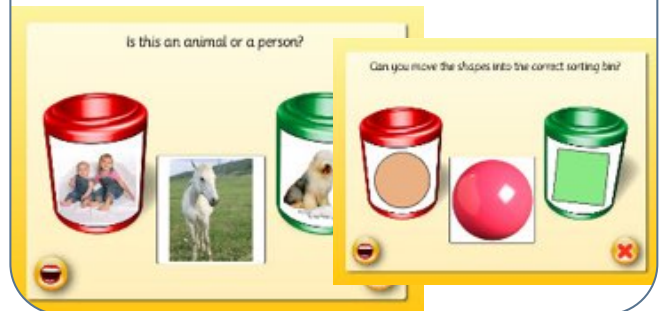 Is this an animal or a person?
Can you move the shapes into the correct sorting bin?